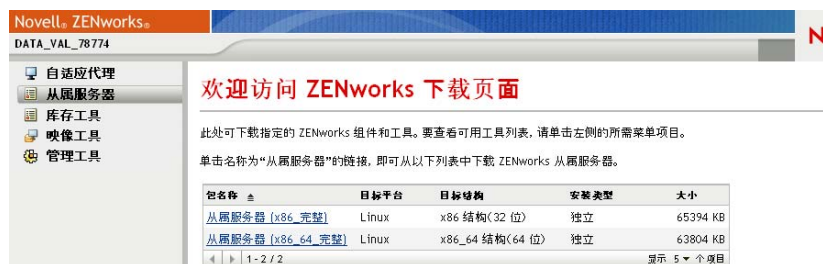 Novell® ZENworks®
N
DATA_VAL_78774
自适应代理
从属服务器
库存工具
映像工具
管理工具
欢迎访问 ZENworks 下载页面
此处可下载指定的 ZENworks 组件和工具。要查看可用工具列表，请单击左侧的所需菜单项。
单击名称为“从属服务器”的链接，即可从以下列表中下载 ZENworks 从属服务器。
包名称 目标平台 目标结构 安装类型 大小
从属服务器 (x86_完整) Linux x86 结构(32 位) 独立 65394 KB
从属服务器 (x86_64_完整) Linux x86_64 结构(64 位) 独立 63804 KB
1 - 2 / 2 显示 5 个项目